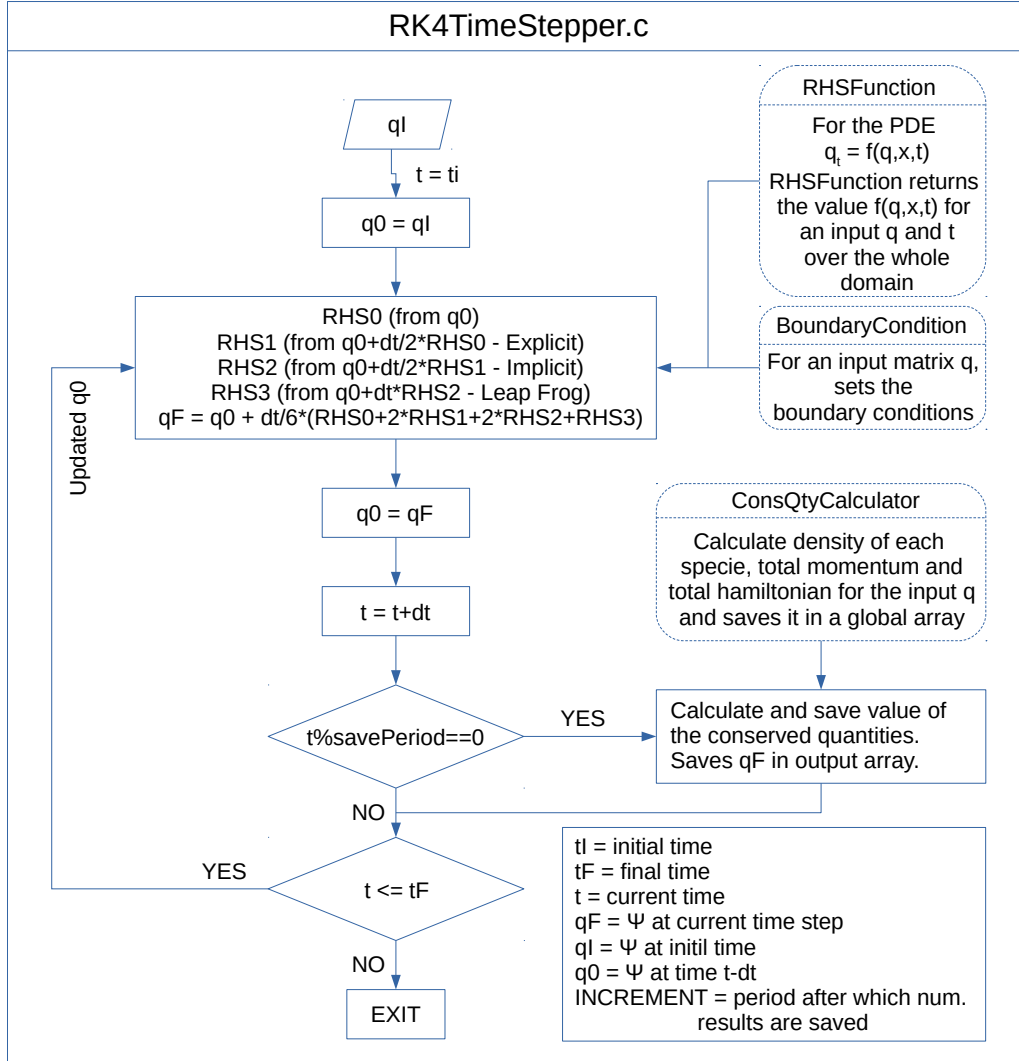 RK4TimeStepper.c
qI
t = ti
q0 = qI
RHSFunction
For the PDE
qt = f(q,x,t)
RHSFunction returns
the value f(q,x,t) for
an input q and t
over the whole
domain
BoundaryCondition
For an input matrix q,
sets the
boundary conditions
RHS0 (from q0)
RHS1 (from q0+dt/2*RHS0 - Explicit)
RHS2 (from q0+dt/2*RHS1 - Implicit)
RHS3 (from q0+dt*RHS2 - Leap Frog)
qF = q0 + dt/6*(RHS0+2*RHS1+2*RHS2+RHS3)
Updated q0
q0 = qF
t = t+dt
ConsQtyCalculator
Calculate density of each
specie, total momentum and
total hamiltonian for the input q
and saves it in a global array
t%savePeriod==0
YES
Calculate and save value of
the conserved quantities.
Saves qF in output array.
NO
YES
t <= tF
NO
EXIT
tI = initial time
tF = final time
t = current time
qF = Ψ at current time step
qI = Ψ at initil time
q0 = Ψ at time t-dt
INCREMENT = period after which num.
results are saved